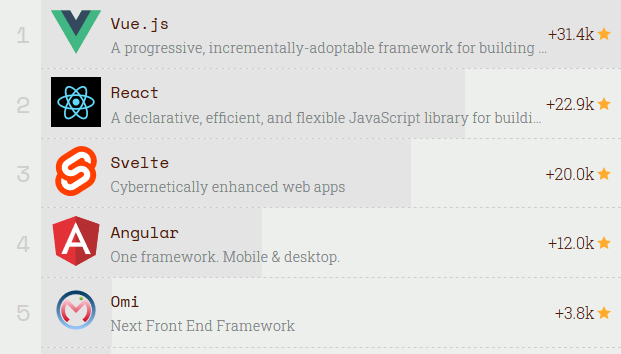 1
Vue.js
+31.4k
A progressive, incrementally-adoptable framework for building ...
2
React
+22.9k
A declarative, efficient, and flexible JavaScript library for buildi...
3
Svelte
+20.0k
Cybernetically enhanced web apps
4
Angular
+12.0k
One framework. Mobile & desktop.
5
Omi
+3.8k
Next Front End Framework